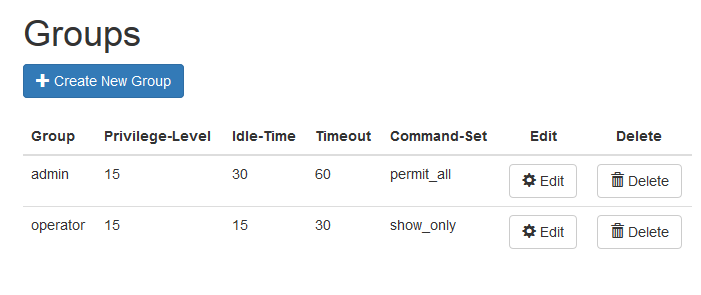 Groups
Create New Group
Group Privilege-Level Idle-Time Timeout Command-Set Edit Delete
admin 15 30 60 permit_all Edit Delete
operator 15 15 30 show_only Edit Delete